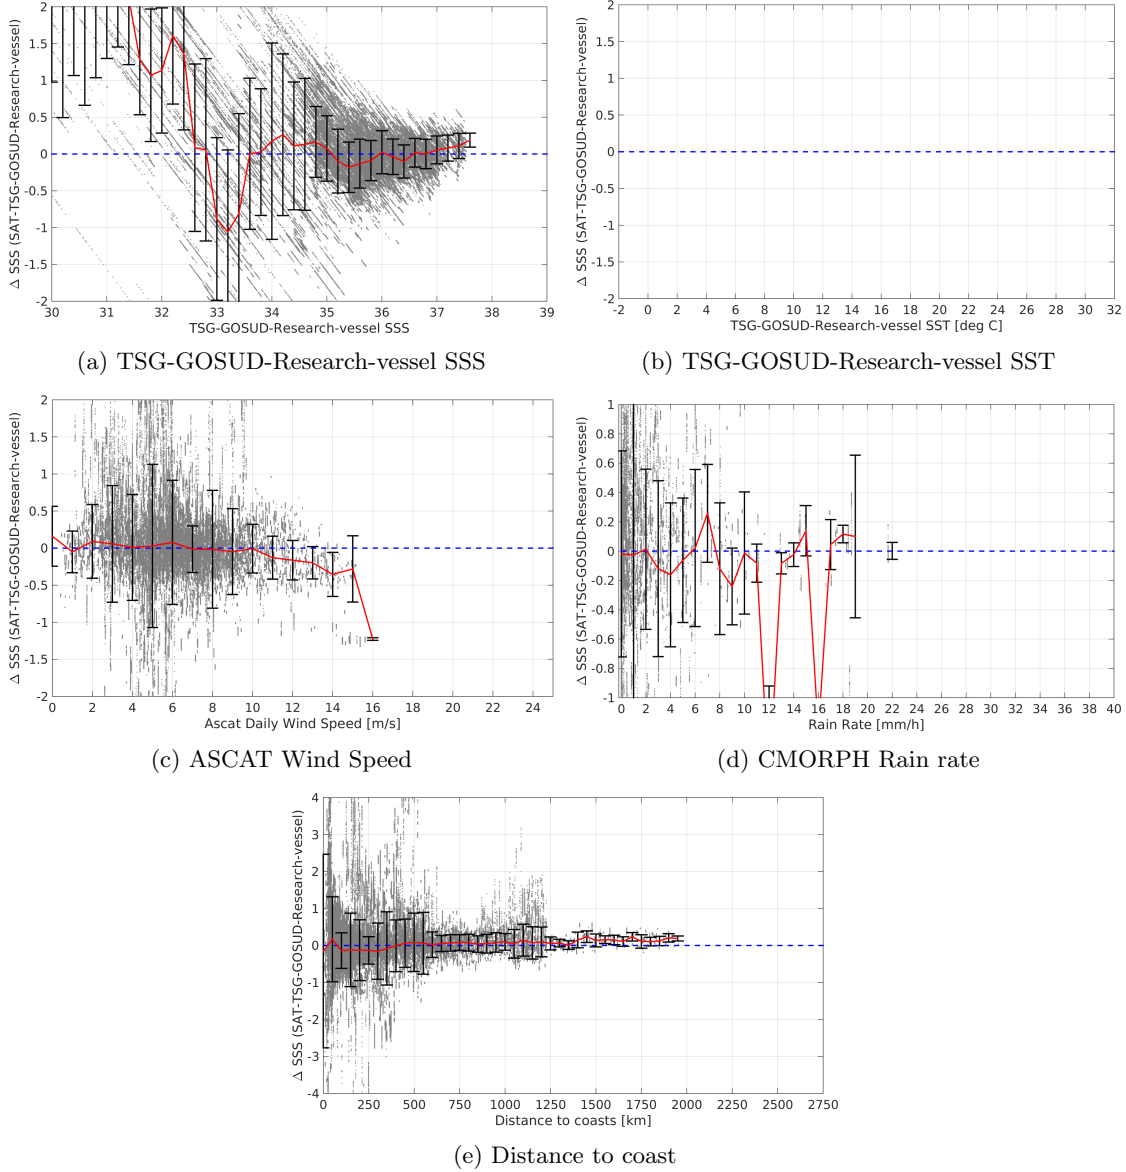 Δ SSS (SAT-TSG-GOSUD-Research-vessel)
2
1.5
1
0.5
0
-0.5
-1
-1.5
-2
30 31 32 33 34 35 36 37 38 39
TSG-GOSUD-Research-vessel SSS
(a) TSG-GOSUD-Research-vessel SSS
Δ SSS (SAT-TSG-GOSUD-Research-vessel)
2
1.5
1
0.5
0
-0.5
-1
-1.5
-2
-2 0 2 4 6 8 10 12 14 16 18 20 22 24 26 28 30 32
TSG-GOSUD-Research-vessel SST [deg C]
(b) TSG-GOSUD-Research-vessel SST
Δ SSS (SAT-TSG-GOSUD-Research-vessel)
2
1.5
1
0.5
0
-0.5
-1
-1.5
-2
0 2 4 6 8 10 12 14 16 18 20 22 24
Ascat Daily Wind Speed [m/s]
(c) ASCAT Wind Speed
Δ SSS (SAT-TSG-GOSUD-Research-vessel)
1
0.8
0.6
0.4
0.2
0
-0.2
-0.4
-0.6
-0.8
-1
0 2 4 6 8 10 12 14 16 18 20 22 24 26 28 30 32 34 36 38 40
Rain Rate [mm/h]
(d) CMORPH Rain rate
Δ SSS (SAT-TSG-GOSUD-Research-vessel)
4
3
2
1
0
-1
-2
-3
-4
0 250 500 750 1000 1250 1500 1750 2000 2250 2500 2750
Distance to coasts [km]
(e) Distance to coast